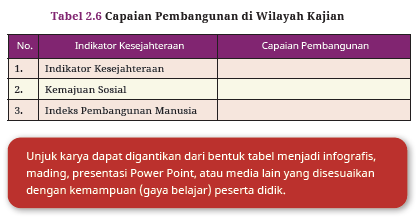 Tabel 2.6 Capaian Pembangunan di Wilayah Kajian
No. Indikator Kesejahteraan Capaian Pembangunan
1. Indikator Kesejahteraan
2. Kemajuan Sosial
3. Indeks Pembangunan Manusia
Unjuk karya dapat digantikan dari bentuk tabel menjadi infografis,
mading, presentasi Power Point, atau media lain yang disesuaikan
dengan kemampuan (gaya belajar) peserta didik.